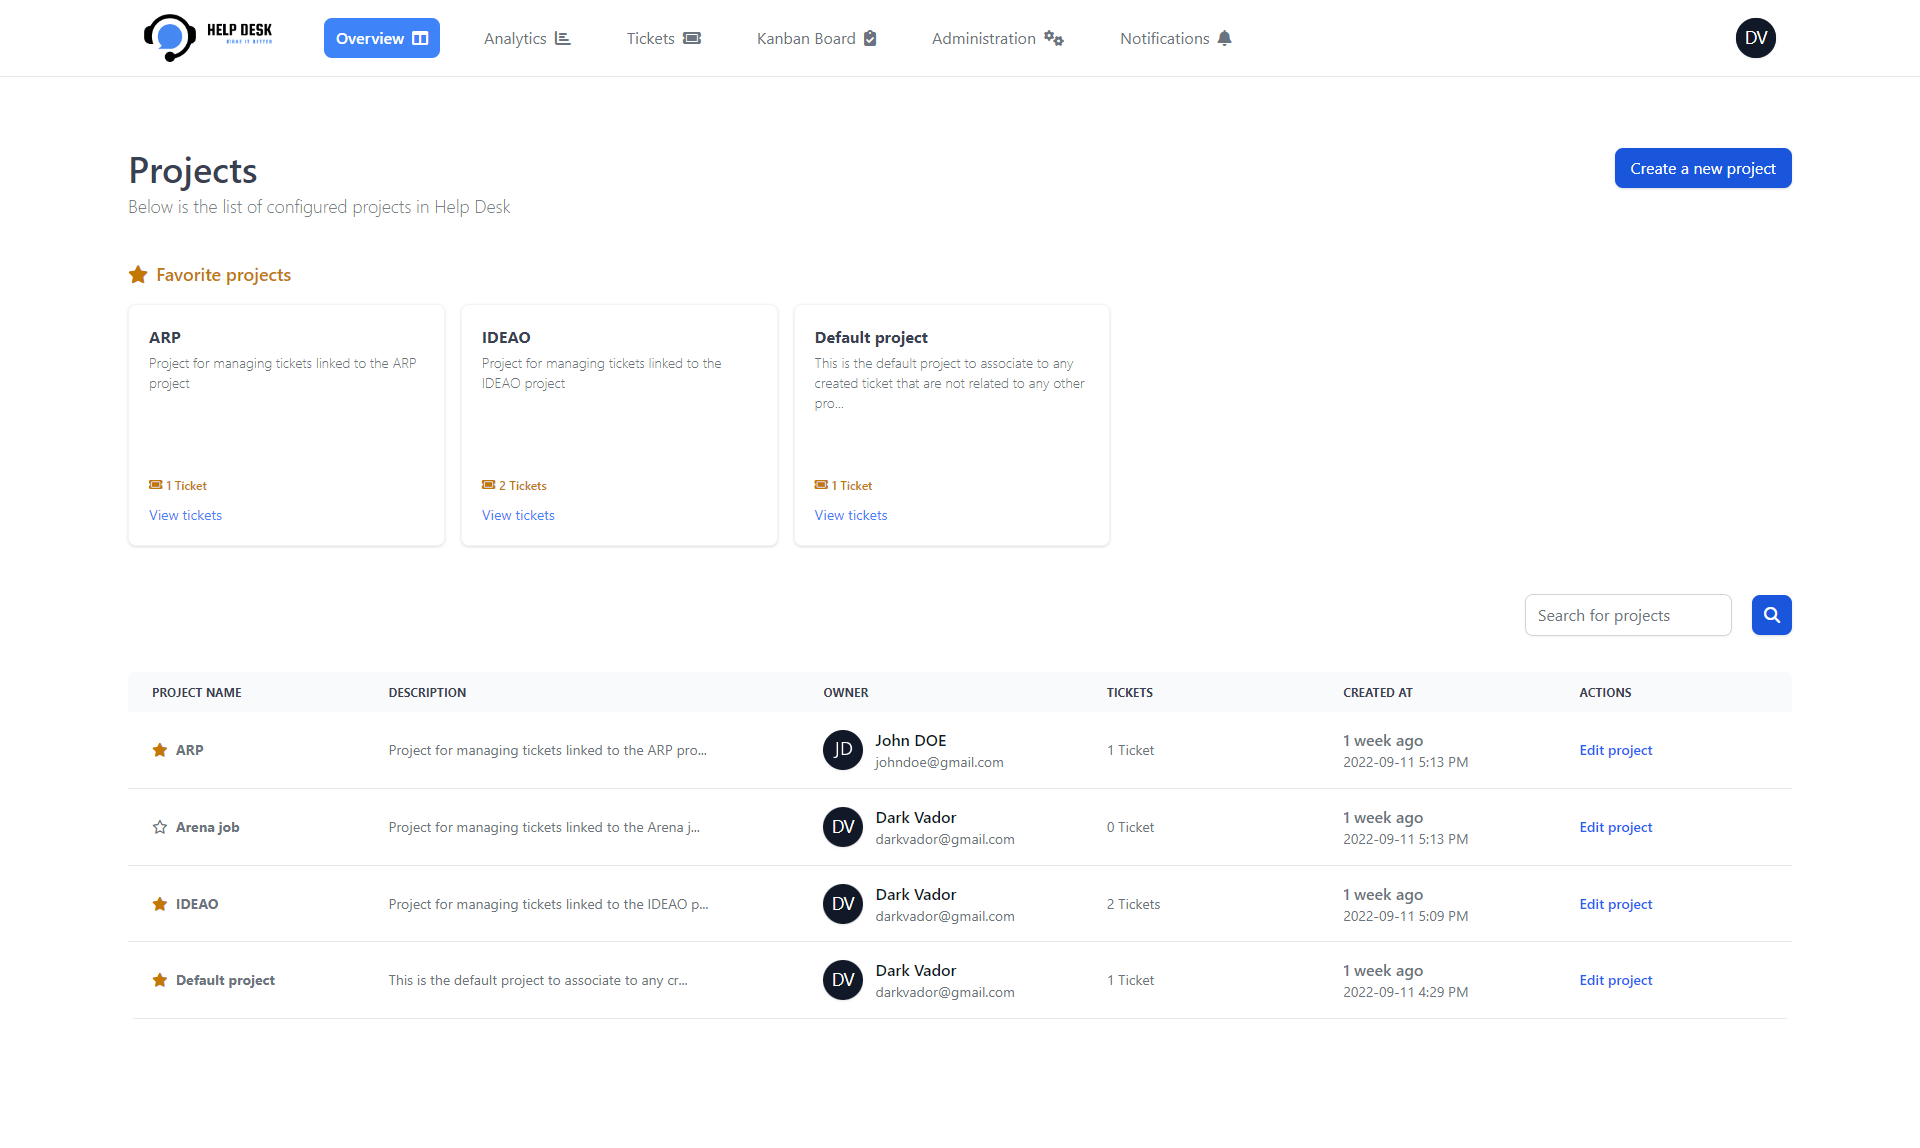 HELP DESK
Overview
Analytics
Tickets
Kanban Board
Administration
Notifications
DV
Projects
Create a new project
Below is the list of configured projects in Help Desk
Favorite projects
ARP
Project for managing tickets linked to the ARP
project
1 Ticket
View tickets
IDEAO
Project for managing tickets linked to the
IDEAO project
2 Tickets
View tickets
Default project
This is the default project to associate to any
created ticket that are not related to any other
pro...
1 Ticket
View tickets
Search for projects
PROJECT NAME DESCRIPTION OWNER TICKETS CREATED AT ACTIONS
ARP Project for managing tickets linked to the ARP pro... JD John DOE 1 Ticket 1 week ago Edit project
johndoe@gmail.com 2022-09-11 5:13 PM
Arena job Project for managing tickets linked to the Arena j... DV Dark Vador 0 Ticket 1 week ago Edit project
darkvador@gmail.com 2022-09-11 5:13 PM
IDEAO Project for managing tickets linked to the IDEAO p... DV Dark Vador 2 Tickets 1 week ago Edit project
darkvador@gmail.com 2022-09-11 5:09 PM
Default project This is the default project to associate to any cr... DV Dark Vador 1 Ticket 1 week ago Edit project
darkvador@gmail.com 2022-09-11 4:29 PM